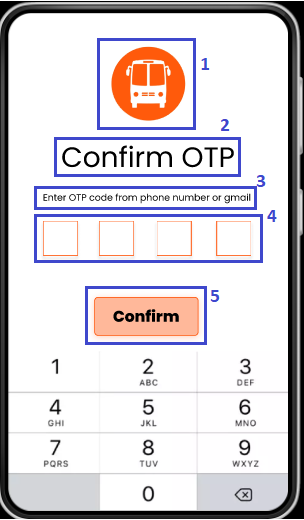 1
2
Confirm OTP
3
Enter OTP code from phone number or gmail
4
5
Confirm
1 2 3
ABC DEF
4 5 6
GHI JKL MNO
7 8 9
PQRS TUV WXYZ
0